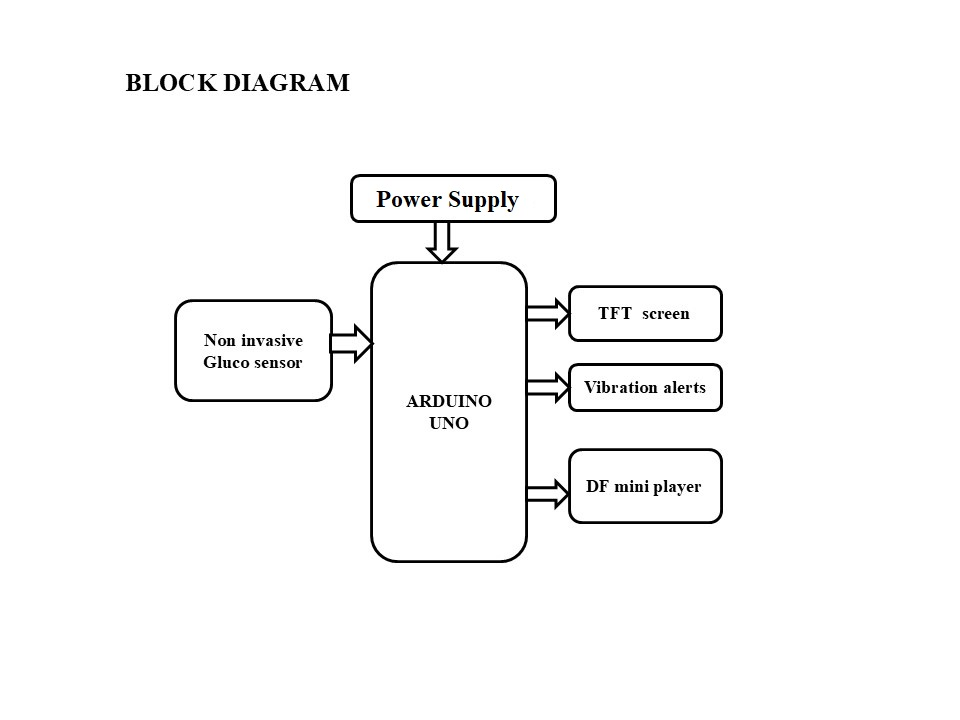 BLOCK DIAGRAM
Power Supply
Non invasive
Gluco sensor
ARDUINO
UNO
TFT  screen
Vibration alerts
DF mini player